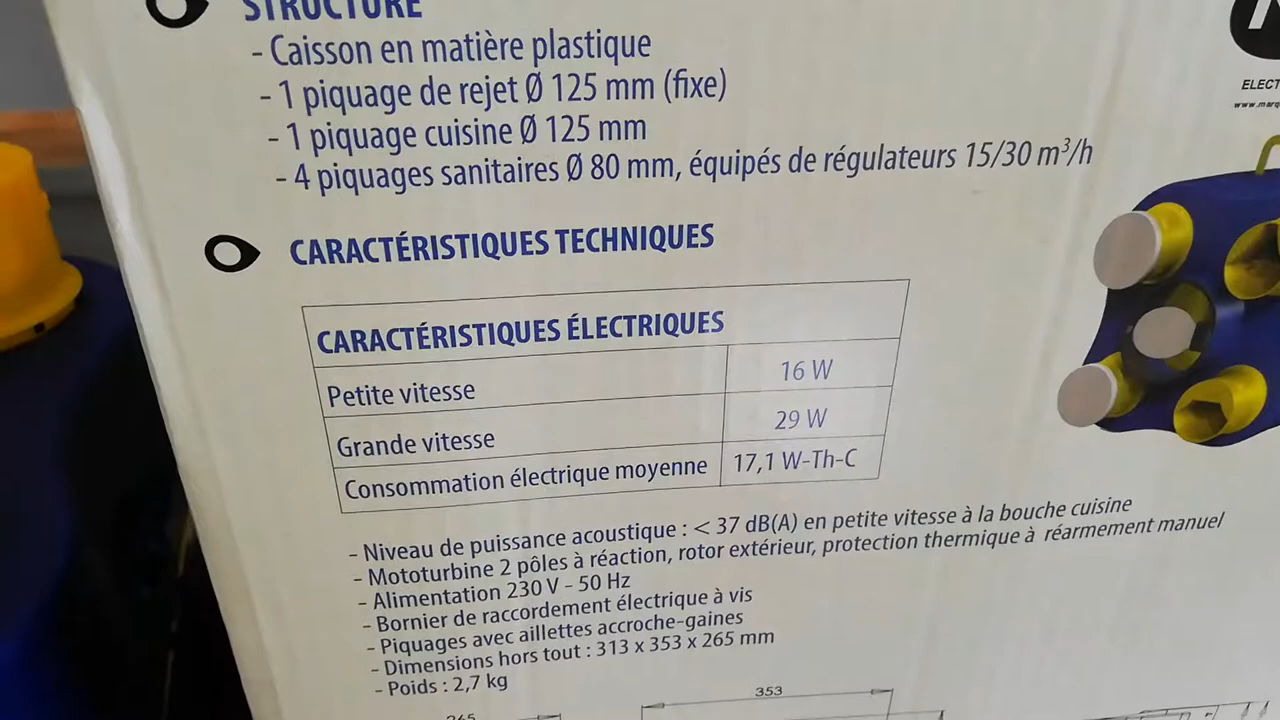 STRUCTURE
- Caisson en matière plastique
- 1 piquage de rejet Ø 125 mm (fixe)
- 1 piquage cuisine Ø 125 mm
- 4 piquages sanitaires Ø 80 mm, équipés de régulateurs 15/30 m³/h
CARACTÉRISTIQUES TECHNIQUES
CARACTÉRISTIQUES ÉLECTRIQUES
Petite vitesse 16 W
Grande vitesse 29 W
Consommation électrique moyenne 17,1 W-Th-C
- Niveau de puissance acoustique : < 37 dB(A) en petite vitesse à la bouche cuisine
- Mototurbine 2 pôles à réaction, rotor extérieur, protection thermique à réarmement manuel
- Alimentation 230 V - 50 Hz
- Bornier de raccordement électrique à vis
- Piquages avec aillettes accroche-gaines
- Dimensions hors tout : 313 x 353 x 265 mm
- Poids : 2,7 kg
353
265